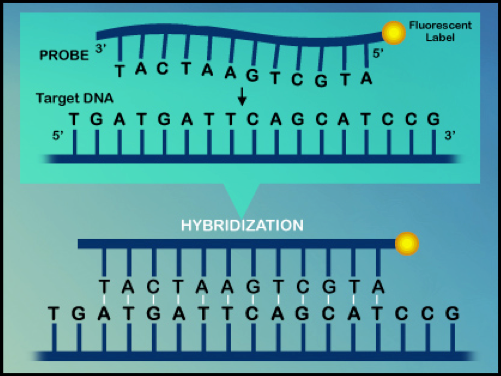 Fluorescent
Label
3'
5'
PROBE
T A C T A A G T C G T A
Target DNA
T G A T G A T T C A G C A T C C G
5'
3'
HYBRIDIZATION
T A C T A A G T C G T A
T G A T G A T T C A G C A T C C G